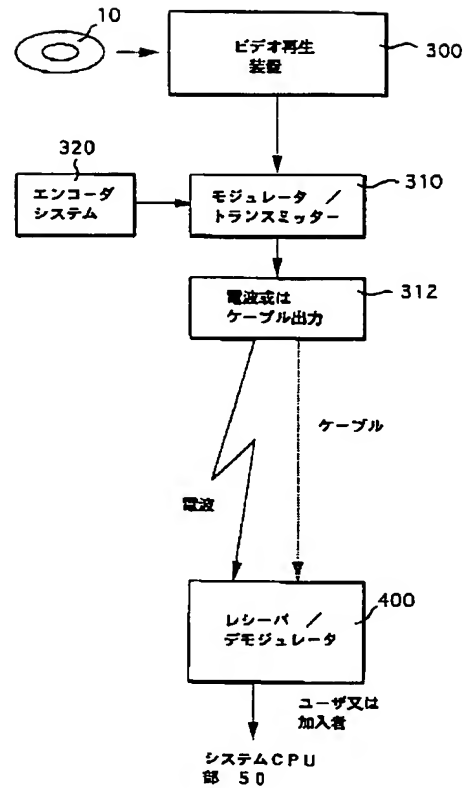 10
ビデオ再生
装置
300
320
エンコーダ
システム
モジュレータ /
トランスミッター
310
電波或は
ケーブル出力
312
ケーブル
電波
レシーバ /
デモジュレータ
400
ユーザ又は
加入者
システムCPU
部 50